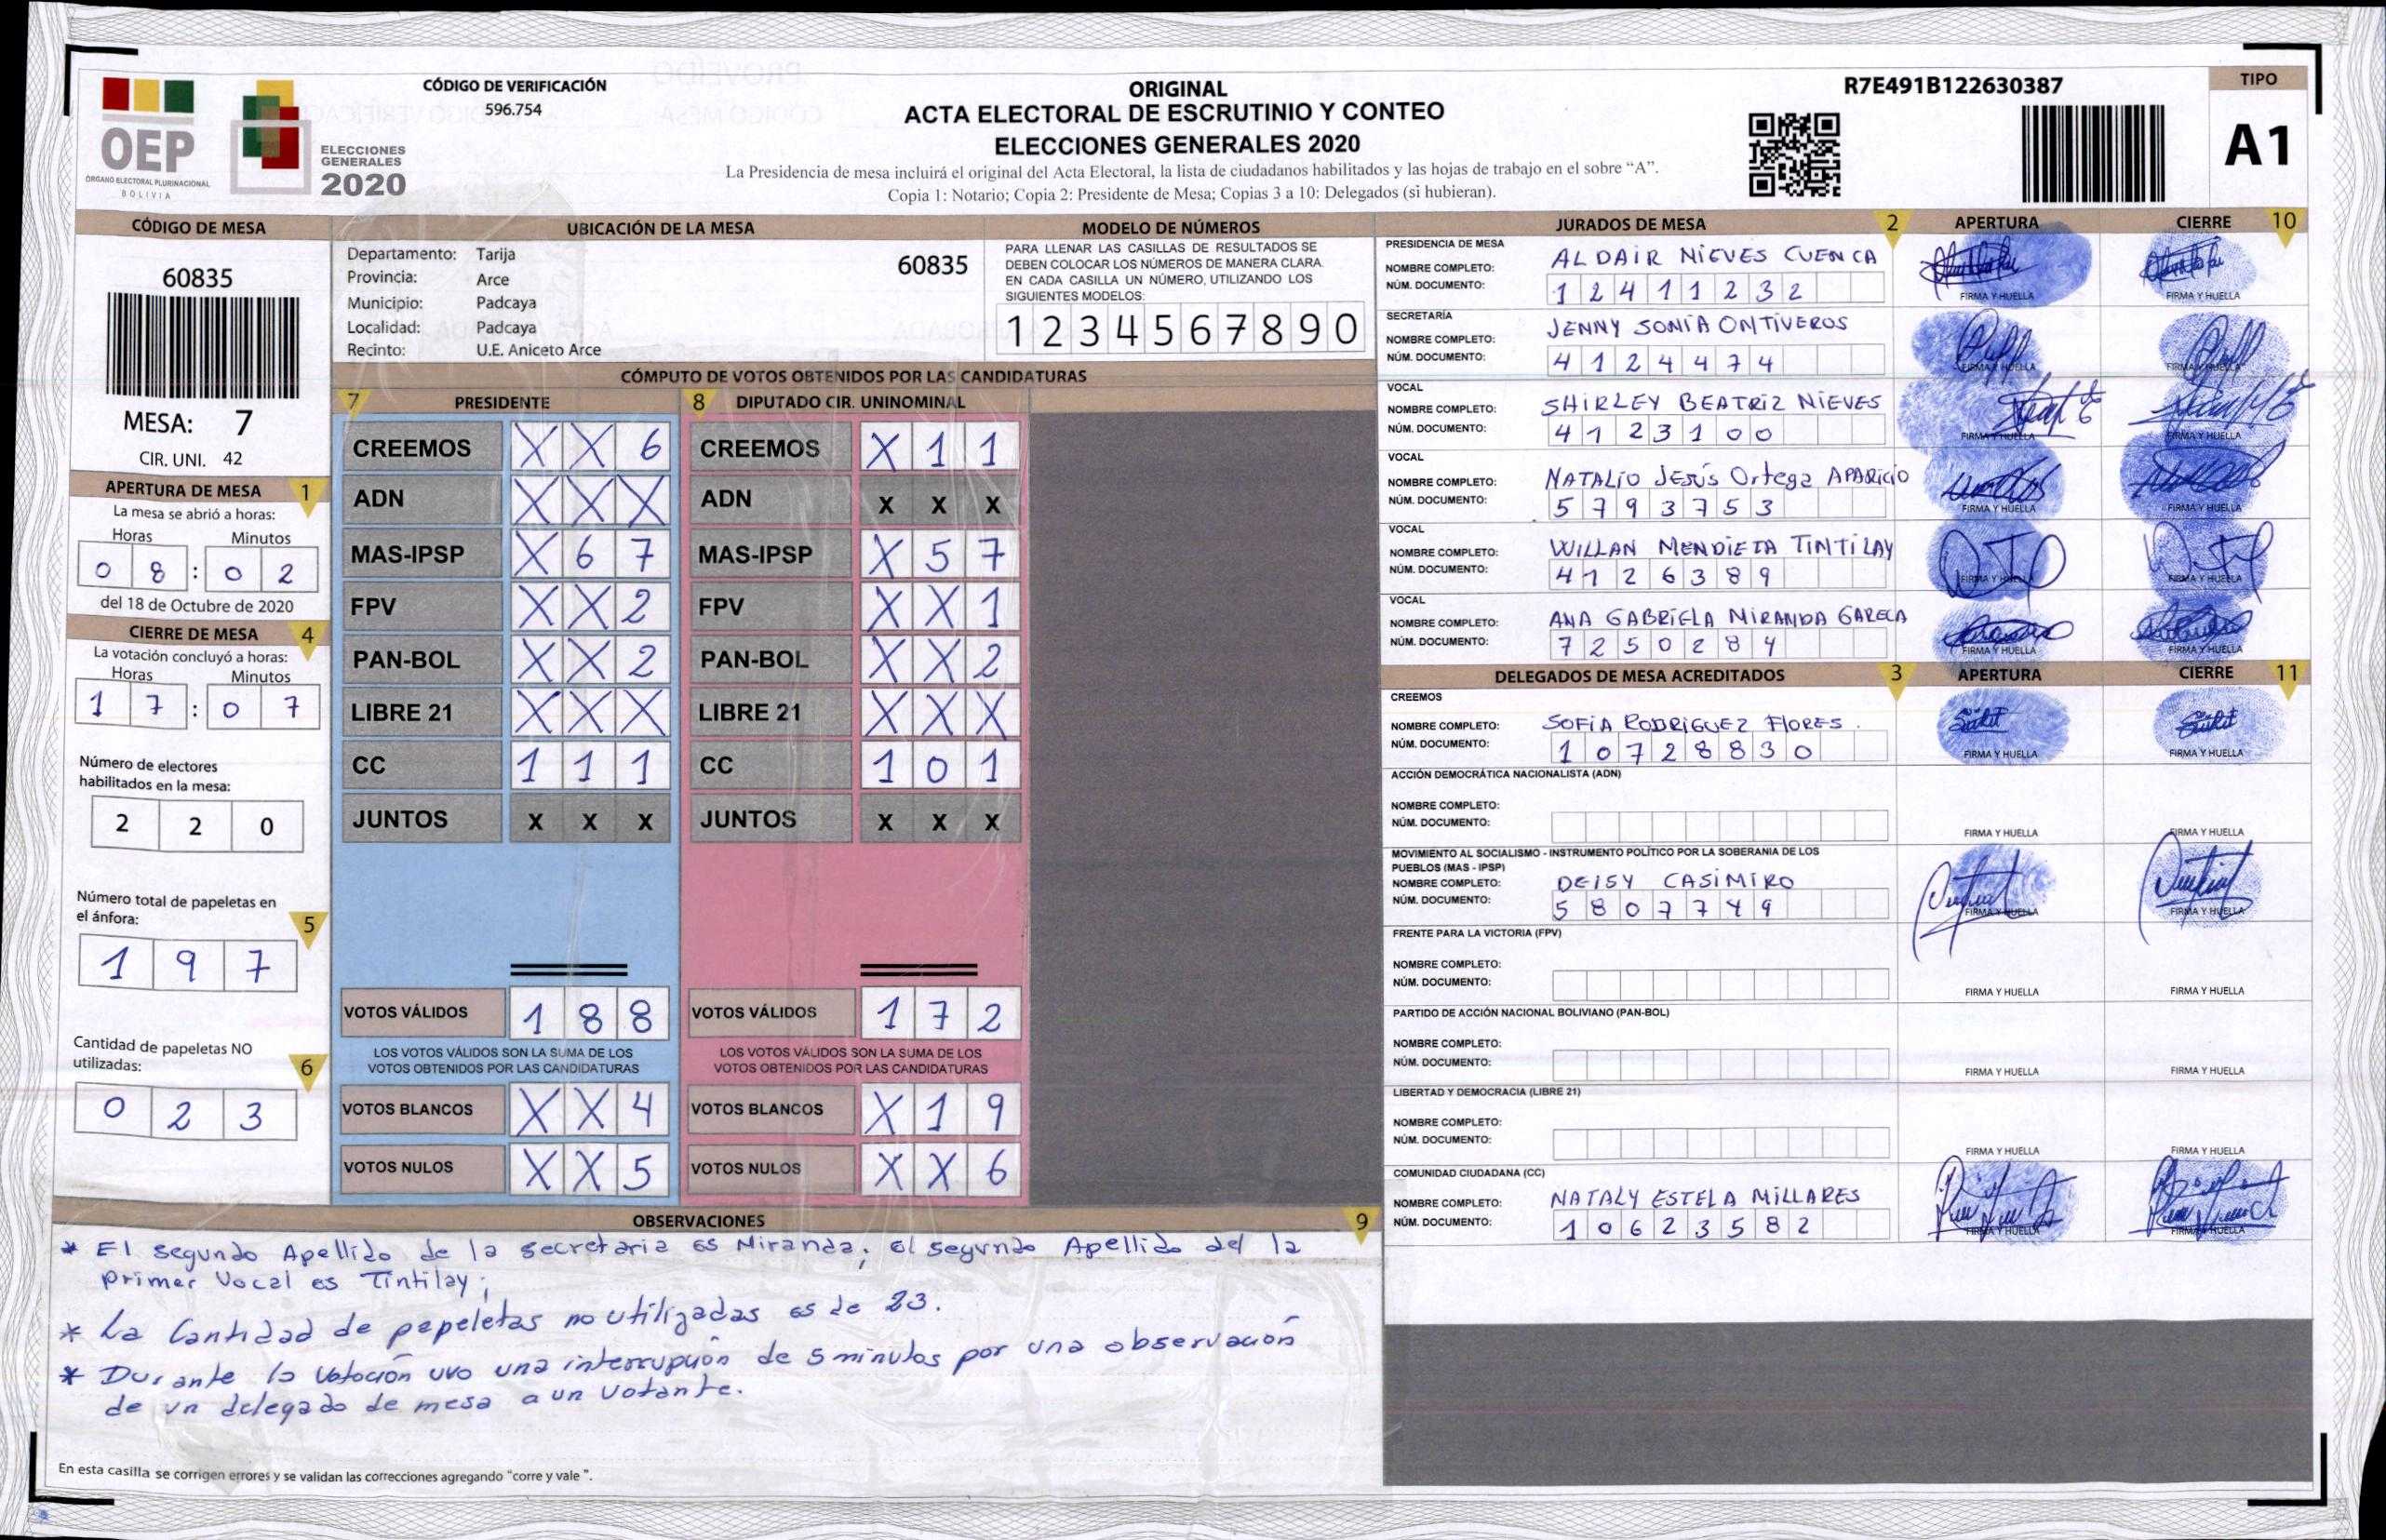 OEP
ÓRGANO ELECTORAL PLURINACIONAL
BOLIVIA
ELECCIONES
GENERALES
2020
CÓDIGO DE VERIFICACIÓN
596.754
ORIGINAL
ACTA ELECTORAL DE ESCRUTINIO Y CONTEO
ELECCIONES GENERALES 2020
La Presidencia de mesa incluirá el original del Acta Electoral, la lista de ciudadanos habilitados y las hojas de trabajo en el sobre “A”.
Copia 1: Notario; Copia 2: Presidente de Mesa; Copias 3 a 10: Delegados (si hubieran).
R7E491B122630387
TIPO
A1
CÓDIGO DE MESA
60835
MESA: 7
CIR. UNI. 42
APERTURA DE MESA 1
La mesa se abrió a horas:
Horas Minutos
0 8 : 0 2
del 18 de Octubre de 2020
CIERRE DE MESA 4
La votación concluyó a horas:
Horas Minutos
1 7 : 0 7
Número de electores
habilitados en la mesa:
2 2 0
Número total de papeletas en
el ánfora: 5
1 9 7
Cantidad de papeletas NO
utilizadas: 6
0 2 3
UBICACIÓN DE LA MESA
Departamento: Tarija
Provincia: Arce
Municipio: Padcaya
Localidad: Padcaya
Recinto: U.E. Aniceto Arce
60835
MODELO DE NÚMEROS
PARA LLENAR LAS CASILLAS DE RESULTADOS SE
DEBEN COLOCAR LOS NÚMEROS DE MANERA CLARA.
EN CADA CASILLA UN NÚMERO, UTILIZANDO LOS
SIGUIENTES MODELOS:
1 2 3 4 5 6 7 8 9 0
CÓMPUTO DE VOTOS OBTENIDOS POR LAS CANDIDATURAS
7 PRESIDENTE
CREEMOS X X 6
ADN X X X
MAS-IPSP X 6 7
FPV X X 2
PAN-BOL X X 2
LIBRE 21 X X X
CC 1 1 1
JUNTOS X X X
VOTOS VÁLIDOS 1 8 8
LOS VOTOS VÁLIDOS SON LA SUMA DE LOS
VOTOS OBTENIDOS POR LAS CANDIDATURAS
VOTOS BLANCOS X X 4
VOTOS NULOS X X 5
8 DIPUTADO CIR. UNINOMINAL
CREEMOS X 1 1
ADN X X X
MAS-IPSP X 5 7
FPV X X 1
PAN-BOL X X 2
LIBRE 21 X X X
CC 1 0 1
JUNTOS X X X
VOTOS VÁLIDOS 1 7 2
LOS VOTOS VÁLIDOS SON LA SUMA DE LOS
VOTOS OBTENIDOS POR LAS CANDIDATURAS
VOTOS BLANCOS X 1 9
VOTOS NULOS X X 6
OBSERVACIONES 9
* El segundo Apellido de la secretaria es Miranda; el segundo Apellido del la
primer Vocal es Tintilay;
* La Cantidad de papeletas no utilizadas es de 23.
* Durante la Votación uvo una interrupción de 5 minutos por una observación
de un delegado de mesa a un votante.
En esta casilla se corrigen errores y se validan las correcciones agregando "corre y vale ".
JURADOS DE MESA 2 APERTURA CIERRE 10
PRESIDENCIA DE MESA
NOMBRE COMPLETO: ALDAIR NIEVES CUENCA
NÚM. DOCUMENTO: 1 2 4 1 1 2 3 2
FIRMA Y HUELLA FIRMA Y HUELLA
SECRETARÍA
NOMBRE COMPLETO: JENNY SONIA ONTIVEROS
NÚM. DOCUMENTO: 4 1 2 4 4 7 4
FIRMA Y HUELLA FIRMA Y HUELLA
VOCAL
NOMBRE COMPLETO: SHIRLEY BEATRIZ NIEVES
NÚM. DOCUMENTO: 4 1 2 3 1 0 0
FIRMA Y HUELLA FIRMA Y HUELLA
VOCAL
NOMBRE COMPLETO: NATALIO JESÚS Ortega APARICIO
NÚM. DOCUMENTO: 5 7 9 3 7 5 3
FIRMA Y HUELLA FIRMA Y HUELLA
VOCAL
NOMBRE COMPLETO: WILLAN MENDIETA TINTILAY
NÚM. DOCUMENTO: 4 1 2 6 3 8 9
FIRMA Y HUELLA FIRMA Y HUELLA
VOCAL
NOMBRE COMPLETO: ANA GABRIELA MIRANDA GARECA
NÚM. DOCUMENTO: 7 2 5 0 2 8 4
FIRMA Y HUELLA FIRMA Y HUELLA
DELEGADOS DE MESA ACREDITADOS 3 APERTURA CIERRE 11
CREEMOS
NOMBRE COMPLETO: SOFIA RODRIGUEZ FLORES.
NÚM. DOCUMENTO: 1 0 7 2 8 8 3 0
FIRMA Y HUELLA FIRMA Y HUELLA
ACCIÓN DEMOCRÁTICA NACIONALISTA (ADN)
NOMBRE COMPLETO:
NÚM. DOCUMENTO:
FIRMA Y HUELLA FIRMA Y HUELLA
MOVIMIENTO AL SOCIALISMO - INSTRUMENTO POLÍTICO POR LA SOBERANIA DE LOS
PUEBLOS (MAS - IPSP)
NOMBRE COMPLETO: DEISY CASIMIRO
NÚM. DOCUMENTO: 5 8 0 7 7 4 9
FIRMA Y HUELLA FIRMA Y HUELLA
FRENTE PARA LA VICTORIA (FPV)
NOMBRE COMPLETO:
NÚM. DOCUMENTO:
FIRMA Y HUELLA FIRMA Y HUELLA
PARTIDO DE ACCIÓN NACIONAL BOLIVIANO (PAN-BOL)
NOMBRE COMPLETO:
NÚM. DOCUMENTO:
FIRMA Y HUELLA FIRMA Y HUELLA
LIBERTAD Y DEMOCRACIA (LIBRE 21)
NOMBRE COMPLETO:
NÚM. DOCUMENTO:
FIRMA Y HUELLA FIRMA Y HUELLA
COMUNIDAD CIUDADANA (CC)
NOMBRE COMPLETO: NATALY ESTELA MILLARES
NÚM. DOCUMENTO: 1 0 6 2 3 5 8 2
FIRMA Y HUELLA FIRMA Y HUELLA